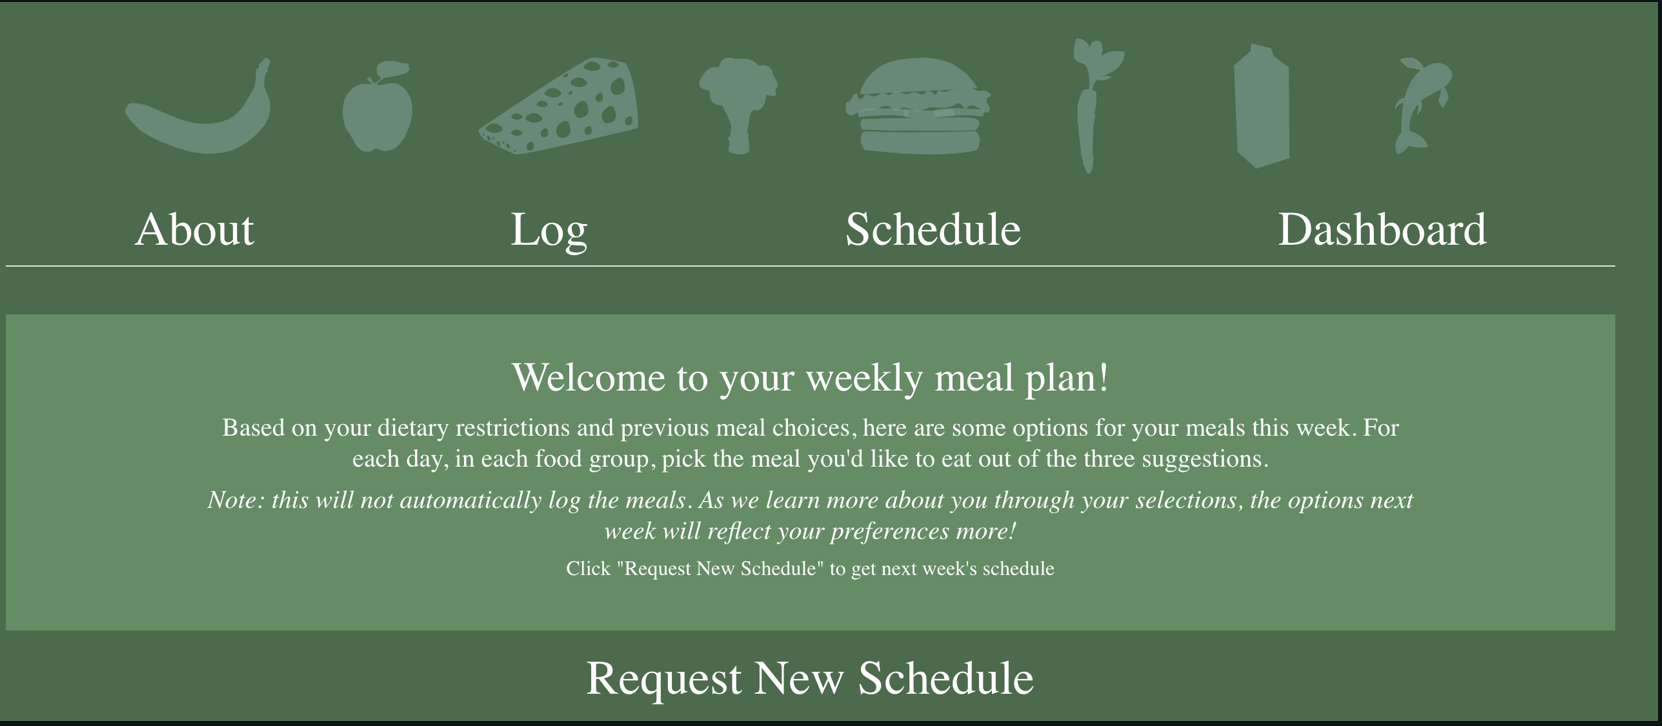 About
Log
Schedule
Dashboard
Welcome to your weekly meal plan!
Based on your dietary restrictions and previous meal choices, here are some options for your meals this week. For
each day, in each food group, pick the meal you'd like to eat out of the three suggestions.
Note: this will not automatically log the meals. As we learn more about you through your selections, the options next
week will reflect your preferences more!
Click "Request New Schedule" to get next week's schedule
Request New Schedule